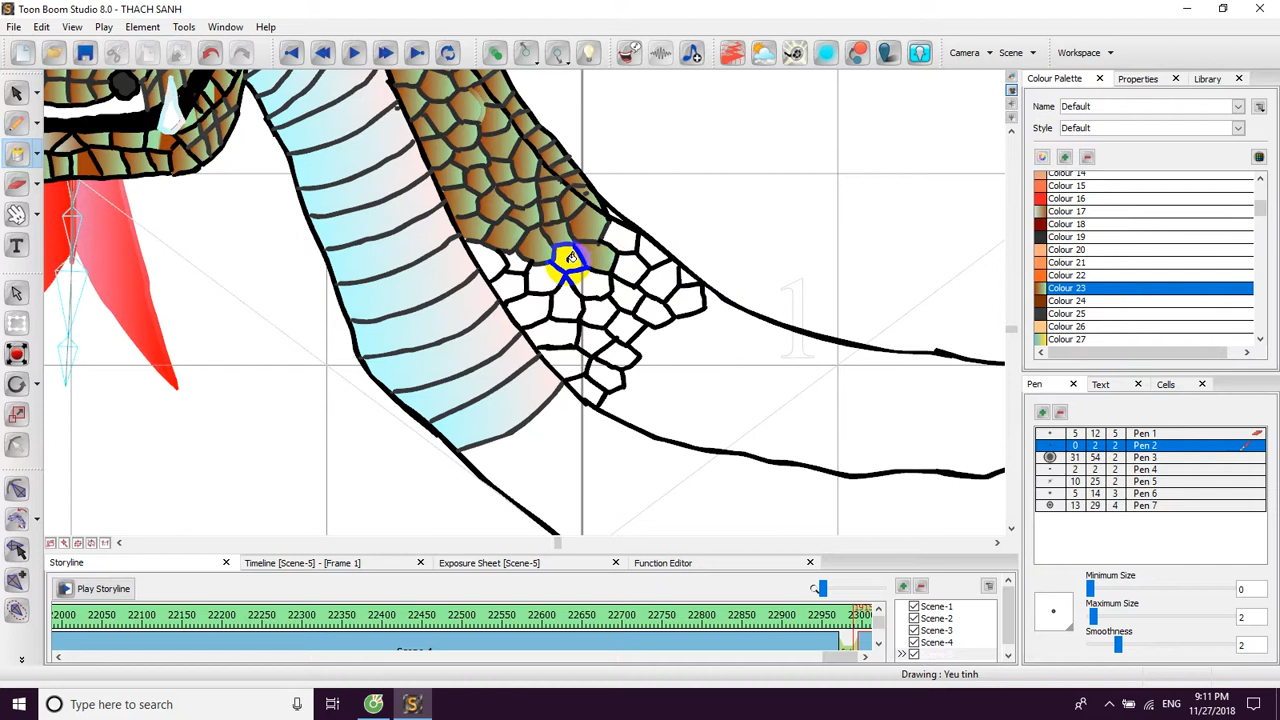 Toon Boom Studio 8.0 - THACH SANH
File Edit View Play Element Tools Windows Help
Camera Scene Workspace
Colour Palette Properties Library
Name Default
Style Default
Colour 14
Colour 15
Colour 16
Colour 17
Colour 18
Colour 19
Colour 20
Colour 21
Colour 22
Colour 23
Colour 24
Colour 25
Colour 26
Colour 27
1
Pen Text Cells
5 12 5 Pen 1
0 2 2 Pen 2
31 54 2 Pen 3
2 2 2 Pen 4
10 25 2 Pen 5
5 14 3 Pen 6
13 29 4 Pen 7
Minimum Size
0
Maximum Size
2
Smoothness
2
Storyline Timeline [Scene-5] - [Frame 1] Exposure Sheet [Scene-5] Function Editor
Play Storyline
22000 22050 22100 22150 22200 22250 22300 22350 22400 22450 22500 22550 22600 22650 22700 22750 22800 22850 22900 22950
Scene-1
Scene-2
Scene-3
Scene-4
Drawing : Yeu tinh
Type here to search
ENG
9:11 PM
11/27/2018